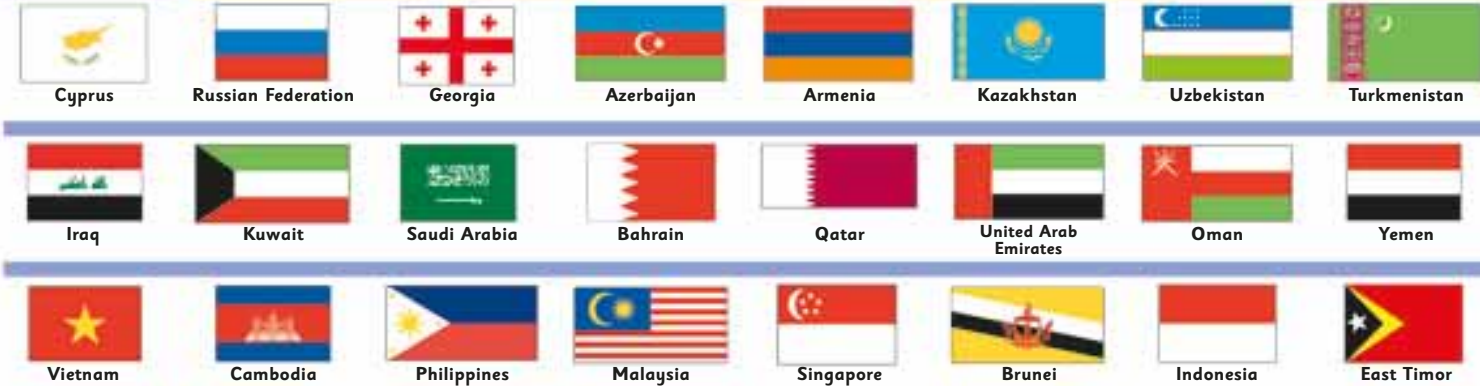 Cyprus
Russian Federation
Georgia
Azerbaijan
Armenia
Kazakhstan
Uzbekistan
Turkmenistan
Iraq
Kuwait
Saudi Arabia
Bahrain
Qatar
United Arab
Emirates
Oman
Yemen
Vietnam
Cambodia
Philippines
Malaysia
Singapore
Brunei
Indonesia
East Timor